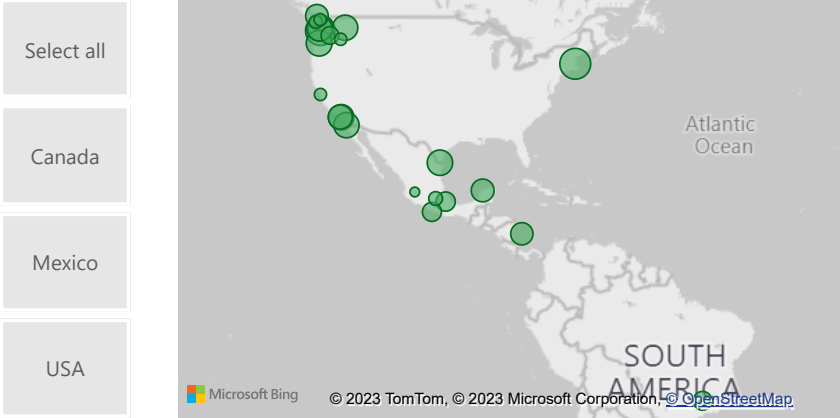 Select all
Canada
Mexico
USA
Atlantic
Ocean
SOUTH
AMERICA
Microsoft Bing
© 2023 TomTom, © 2023 Microsoft Corporation, © OpenStreetMap